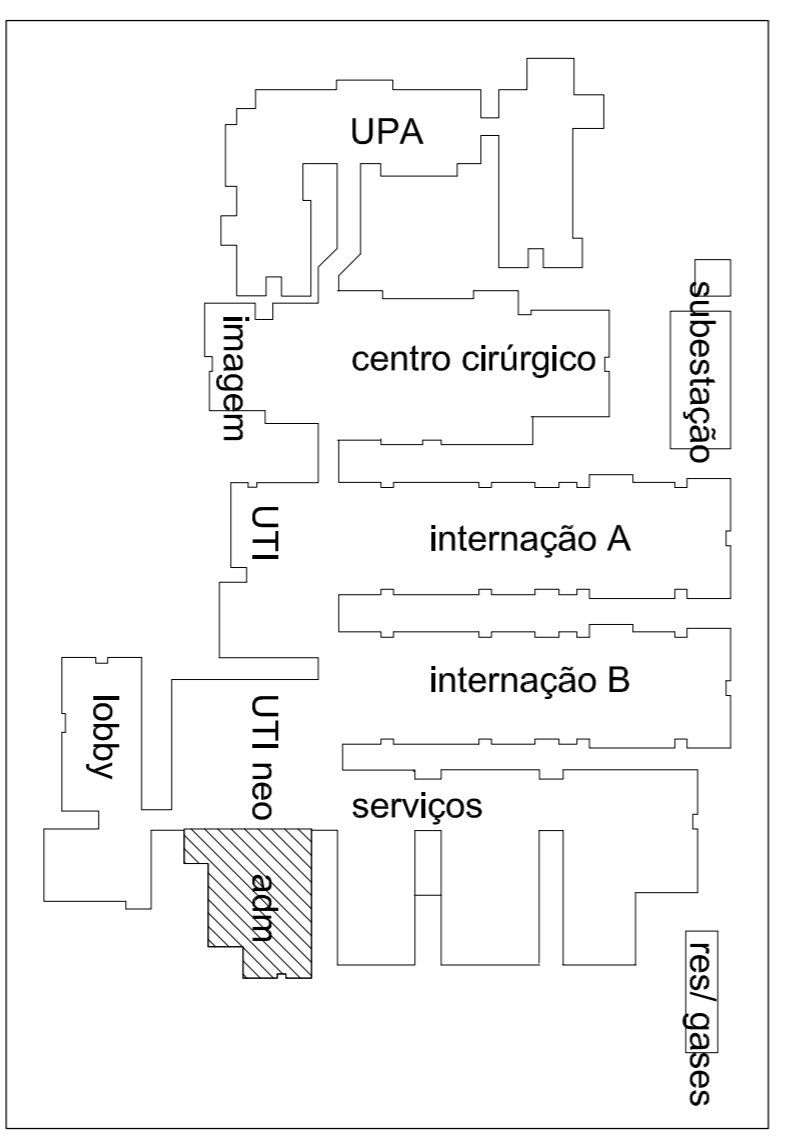 UPA
subestação
imagem
centro cirúrgico
UTI
internação A
internação B
lobby
UTI neo
serviços
adm
res/ gases